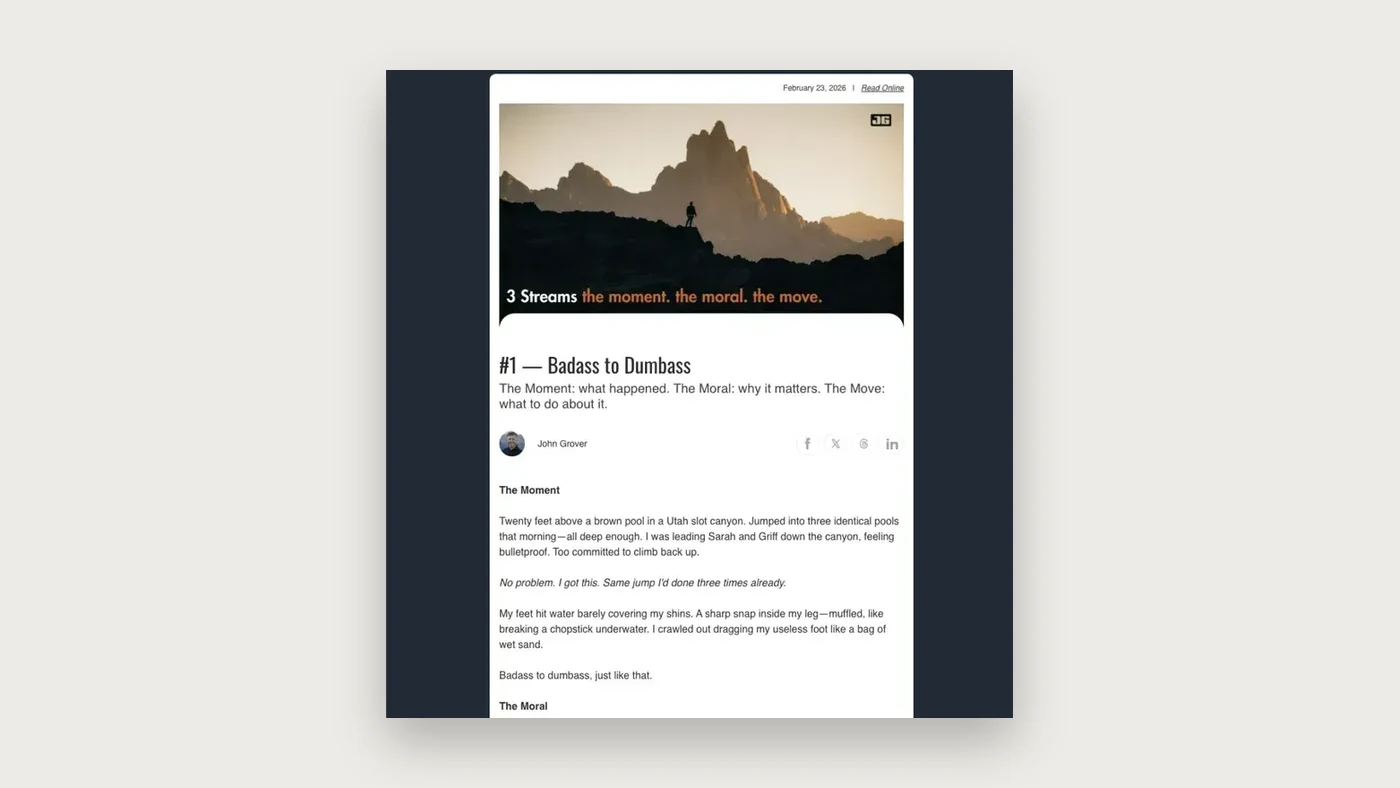 February 23, 2026 | Read Online
JG
3 Streams the moment. the moral. the move.
#1 — Badass to Dumbass
The Moment: what happened. The Moral: why it matters. The Move:
what to do about it.
John Grover
The Moment
Twenty feet above a brown pool in a Utah slot canyon. Jumped into three identical pools
that morning—all deep enough. I was leading Sarah and Griff down the canyon, feeling
bulletproof. Too committed to climb back up.
No problem. I got this. Same jump I'd done three times already.
My feet hit water barely covering my shins. A sharp snap inside my leg—muffled, like
breaking a chopstick underwater. I crawled out dragging my useless foot like a bag of
wet sand.
Badass to dumbass, just like that.
The Moral